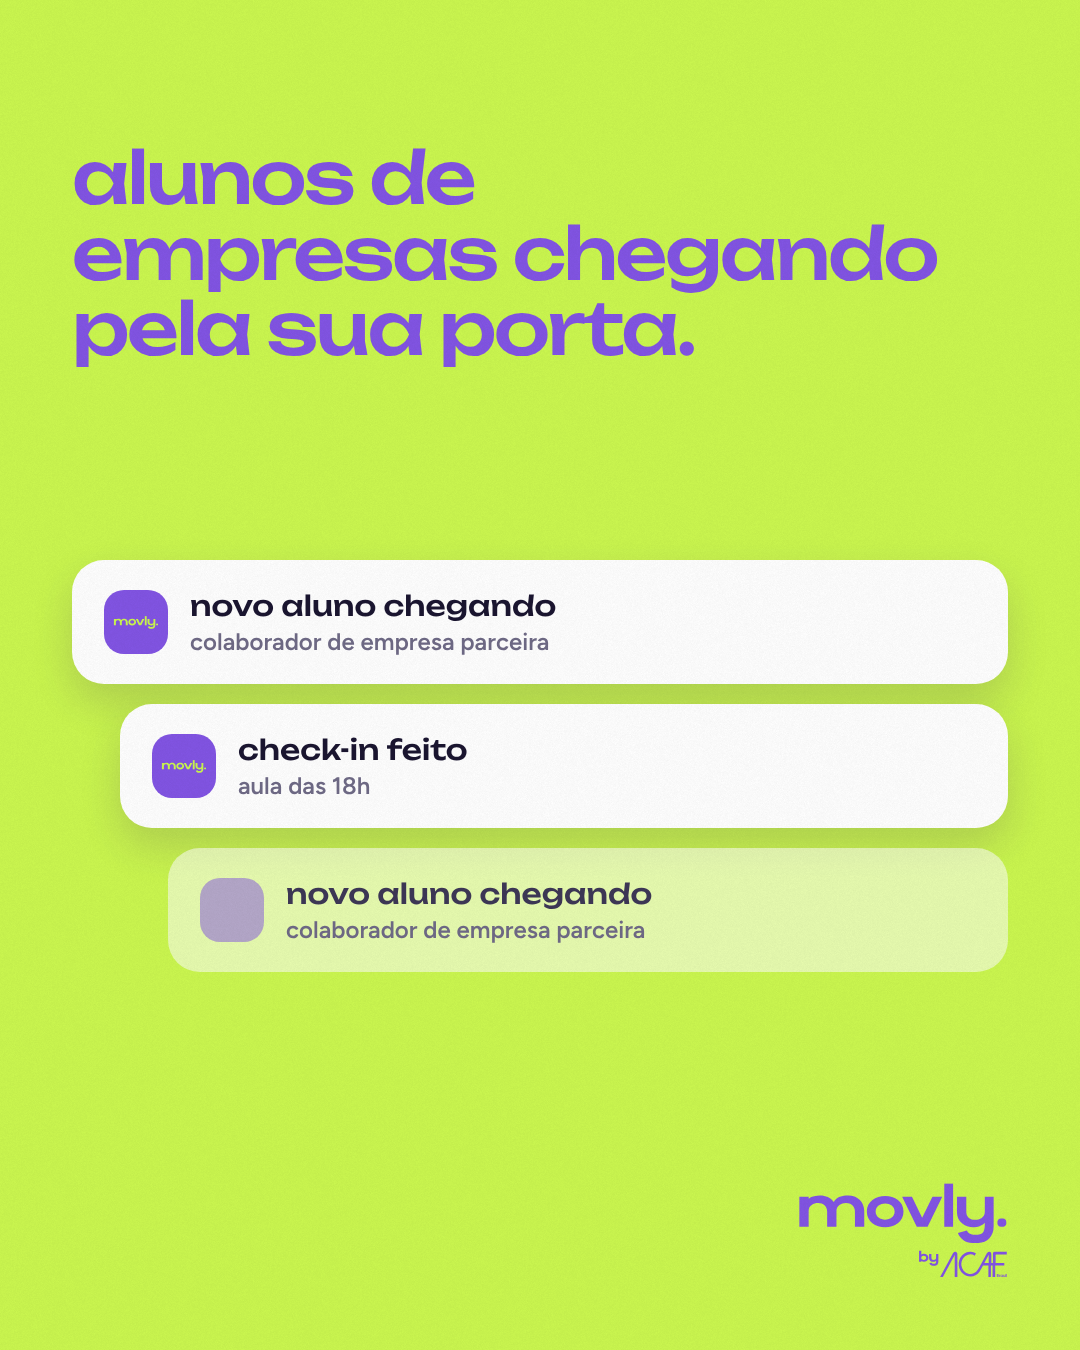 alunos de
empresas chegando
pela sua porta.
movly.
novo aluno chegando
colaborador de empresa parceira
movly.
check-in feito
aula das 18h
novo aluno chegando
colaborador de empresa parceira
movly.
by ACAE